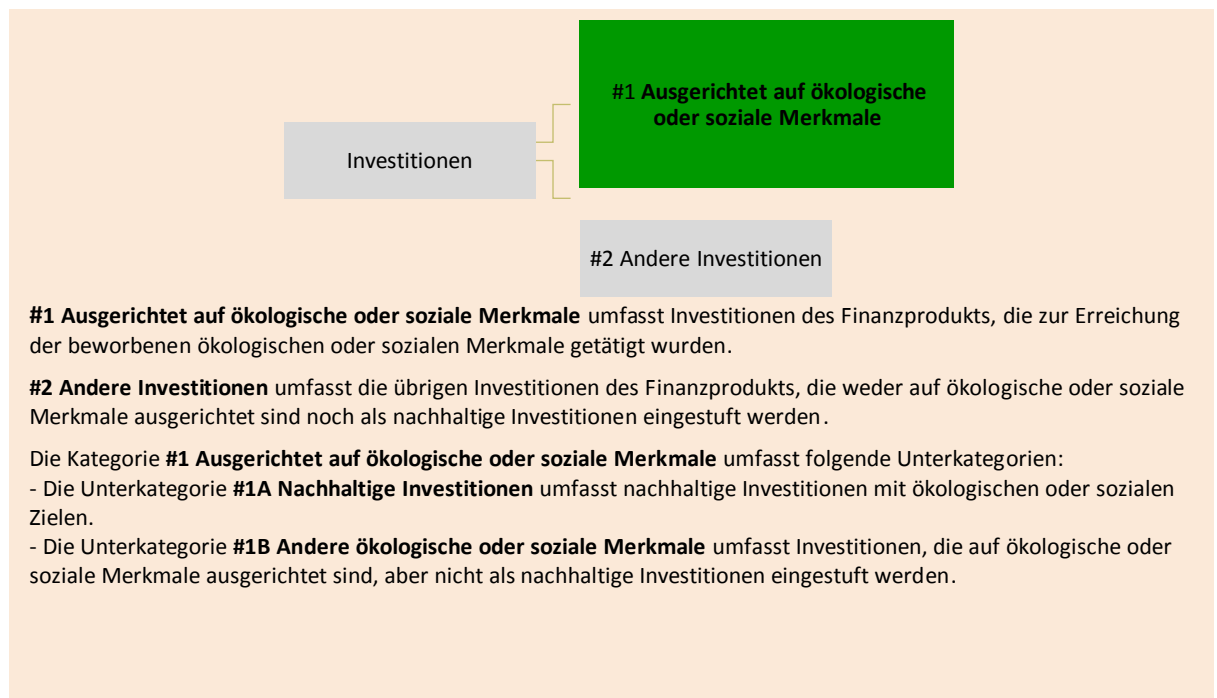 #1 Ausgerichtet auf ökologische
oder soziale Merkmale
Investitionen
#2 Andere Investitionen
#1 Ausgerichtet auf ökologische oder soziale Merkmale umfasst Investitionen des Finanzprodukts, die zur Erreichung
der beworbenen ökologischen oder sozialen Merkmale getätigt wurden.
#2 Andere Investitionen umfasst die übrigen Investitionen des Finanzprodukts, die weder auf ökologische oder soziale
Merkmale ausgerichtet sind noch als nachhaltige Investitionen eingestuft werden.
Die Kategorie #1 Ausgerichtet auf ökologische oder soziale Merkmale umfasst folgende Unterkategorien:
- Die Unterkategorie #1A Nachhaltige Investitionen umfasst nachhaltige Investitionen mit ökologischen oder sozialen
Zielen.
- Die Unterkategorie #1B Andere ökologische oder soziale Merkmale umfasst Investitionen, die auf ökologische oder
soziale Merkmale ausgerichtet sind, aber nicht als nachhaltige Investitionen eingestuft werden.